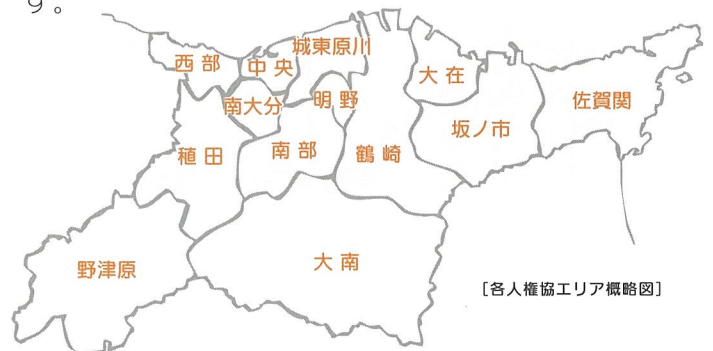 す。
城東原川
西部
中央
大在
佐賀関
南大分
明野
坂ノ市
稙田
南部
鶴崎
野津原
大南
[各人権協エリア概略図]